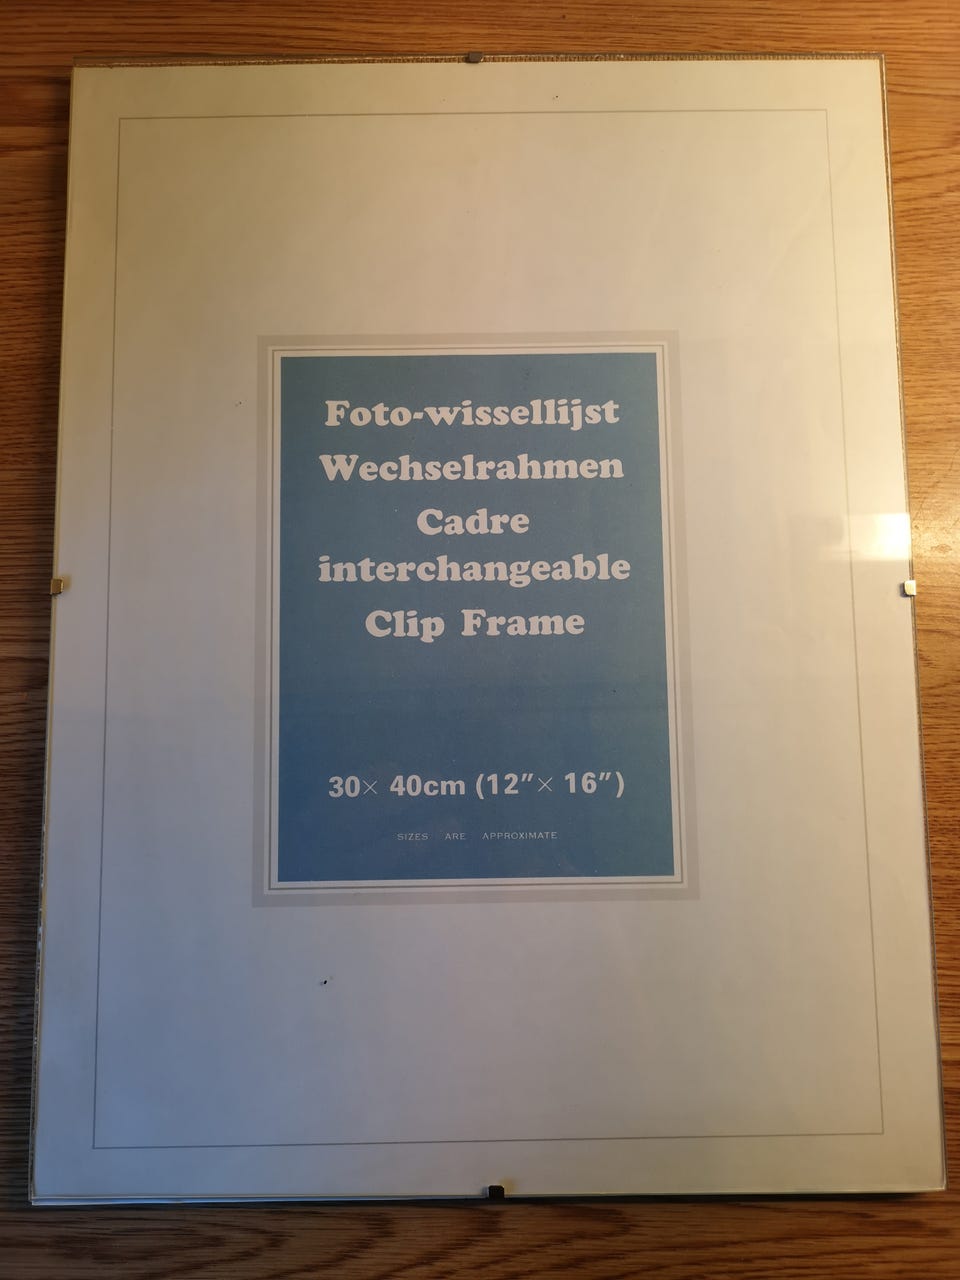 Foto-wissellijst
Wechselrahmen
Cadre
interchangeable
Clip Frame
30× 40cm (12″× 16″)
SIZES ARE APPROXIMATE